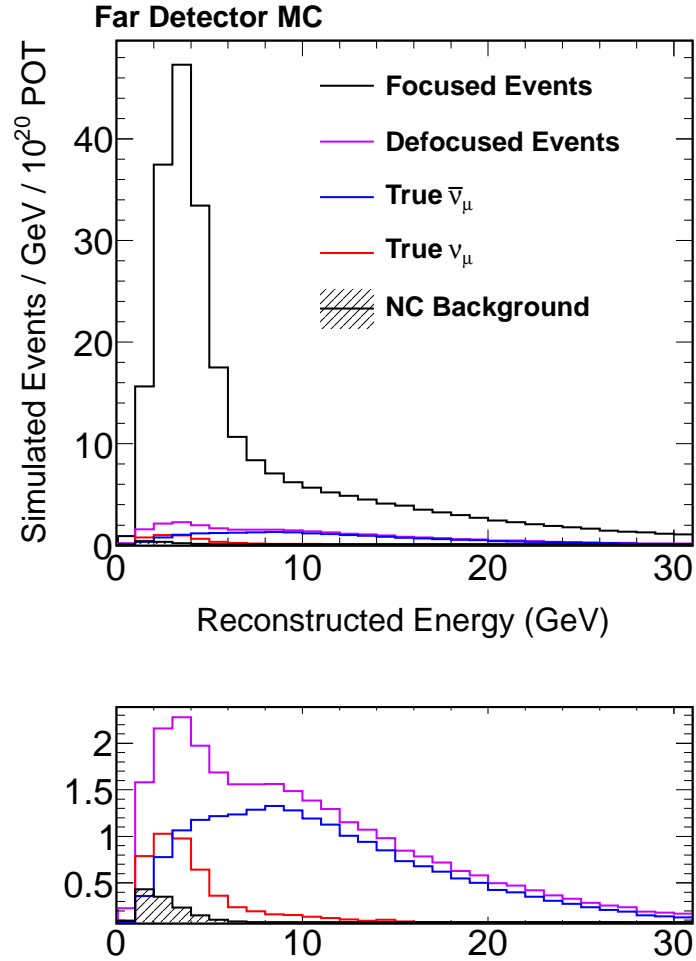 Far Detector MC
Simulated Events / GeV / 10²⁰ POT
40
30
20
10
0
Focused Events
Defocused Events
True ν̅μ
True νμ
NC Background
0 10 20 30
Reconstructed Energy (GeV)
2
1.5
1
0.5
0 10 20 30